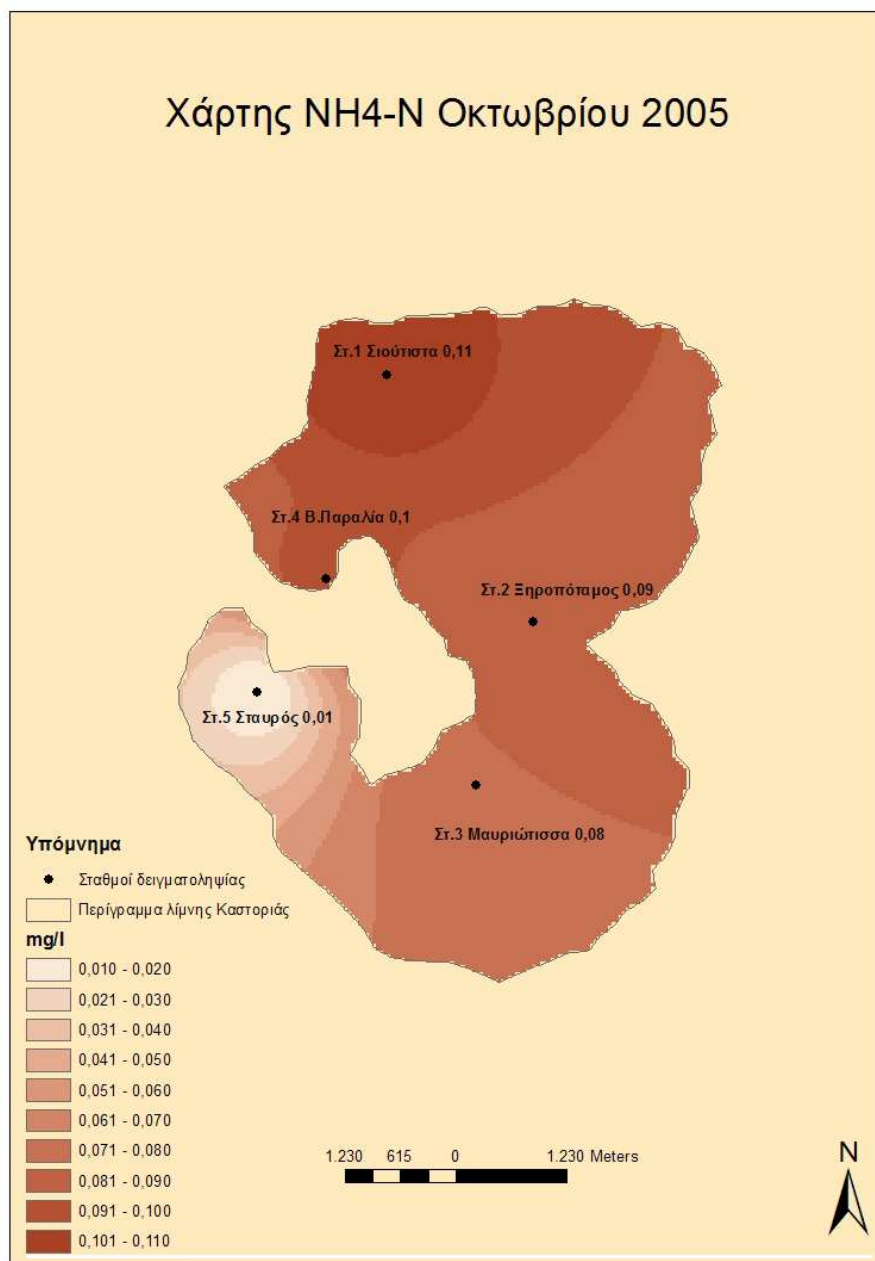 Χάρτης NH4-N Οκτωβρίου 2005
Στ.1 Σιούτιστα 0,11
Στ.4 Β.Παραλία 0,1
Στ.2 Ξηροπόταμος 0,09
Στ.5 Σταυρός 0,01
Στ.3 Μαυριώτισσα 0,08
Υπόμνημα
Σταθμοί δειγματοληψίας
Περίγραμμα λίμνης Καστοριάς
mg/l
0,010 - 0,020
0,021 - 0,030
0,031 - 0,040
0,041 - 0,050
0,051 - 0,060
0,061 - 0,070
0,071 - 0,080
0,081 - 0,090
0,091 - 0,100
0,101 - 0,110
1.230 615 0 1.230 Meters
N